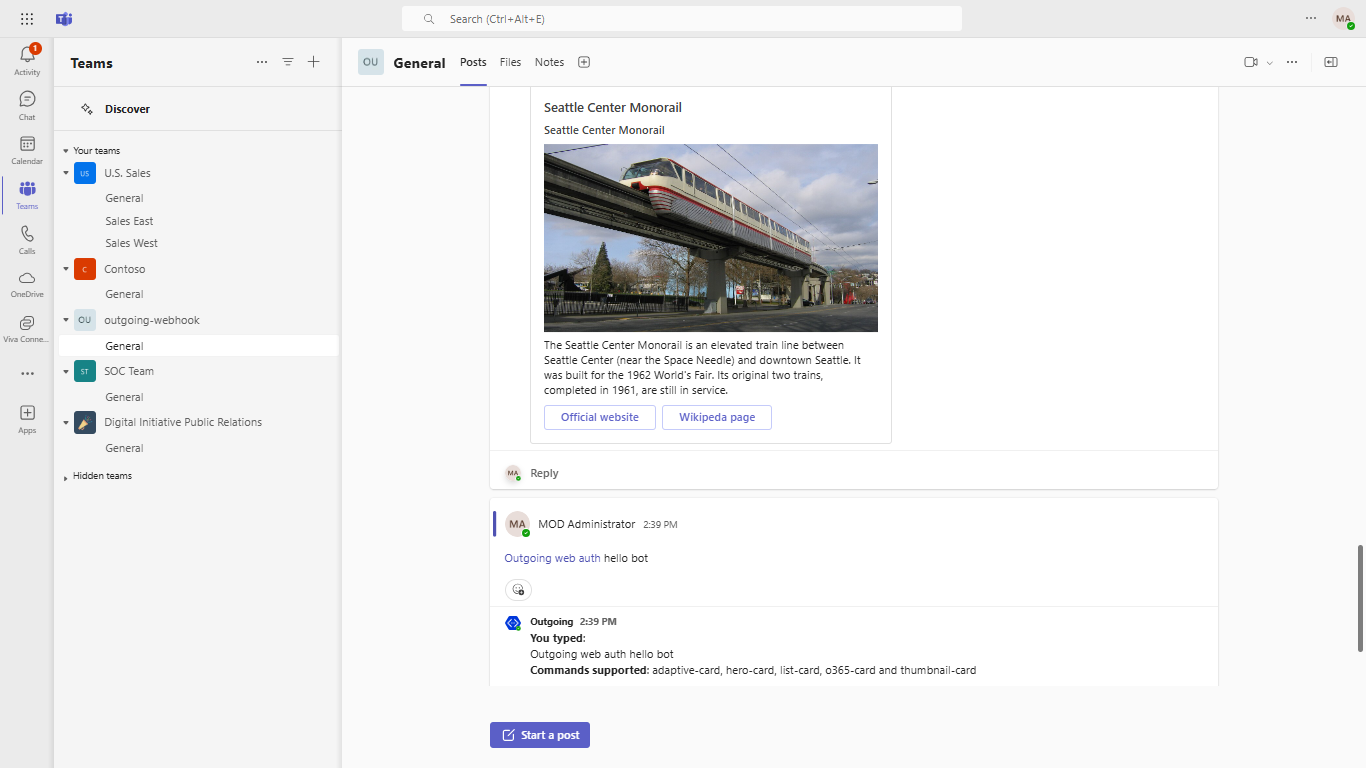 Search (Ctrl+Alt+E)
MA
1
Activity
Chat
Calendar
Teams
Calls
OneDrive
Viva Conne...
Apps
Teams
Discover
Your teams
US U.S. Sales
General
Sales East
Sales West
C Contoso
General
OU outgoing-webhook
General
ST SOC Team
General
Digital Initiative Public Relations
General
Hidden teams
OU General Posts Files Notes
Seattle Center Monorail
Seattle Center Monorail
The Seattle Center Monorail is an elevated train line between
Seattle Center (near the Space Needle) and downtown Seattle. It
was built for the 1962 World's Fair. Its original two trains,
completed in 1961, are still in service.
Official website Wikipeda page
MA Reply
MA MOD Administrator 2:39 PM
Outgoing web auth hello bot
Outgoing 2:39 PM
You typed:
Outgoing web auth hello bot
Commands supported: adaptive-card, hero-card, list-card, o365-card and thumbnail-card
Start a post